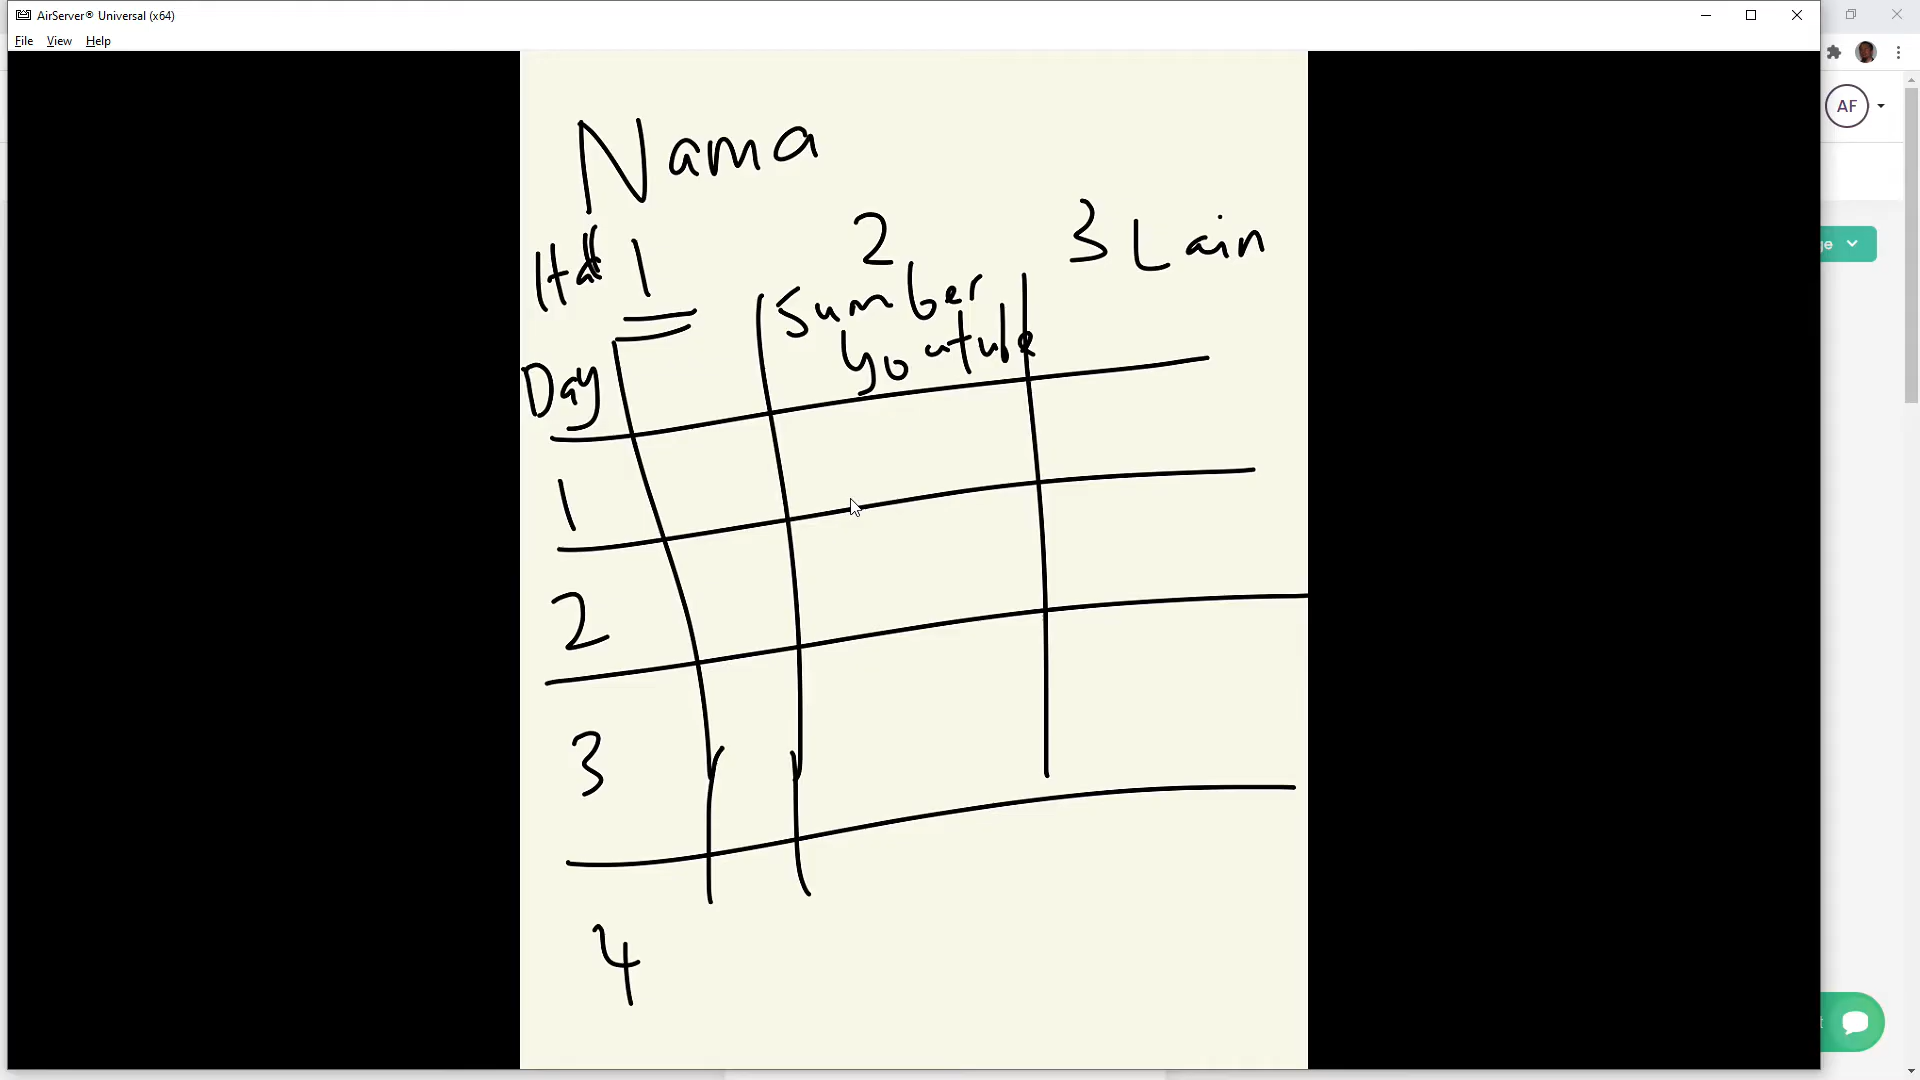 AirServer® Universal (x64)
File View Help
AF
Nama
1 2 3 Lain
Sumber
Day youtube
1
2
3
4